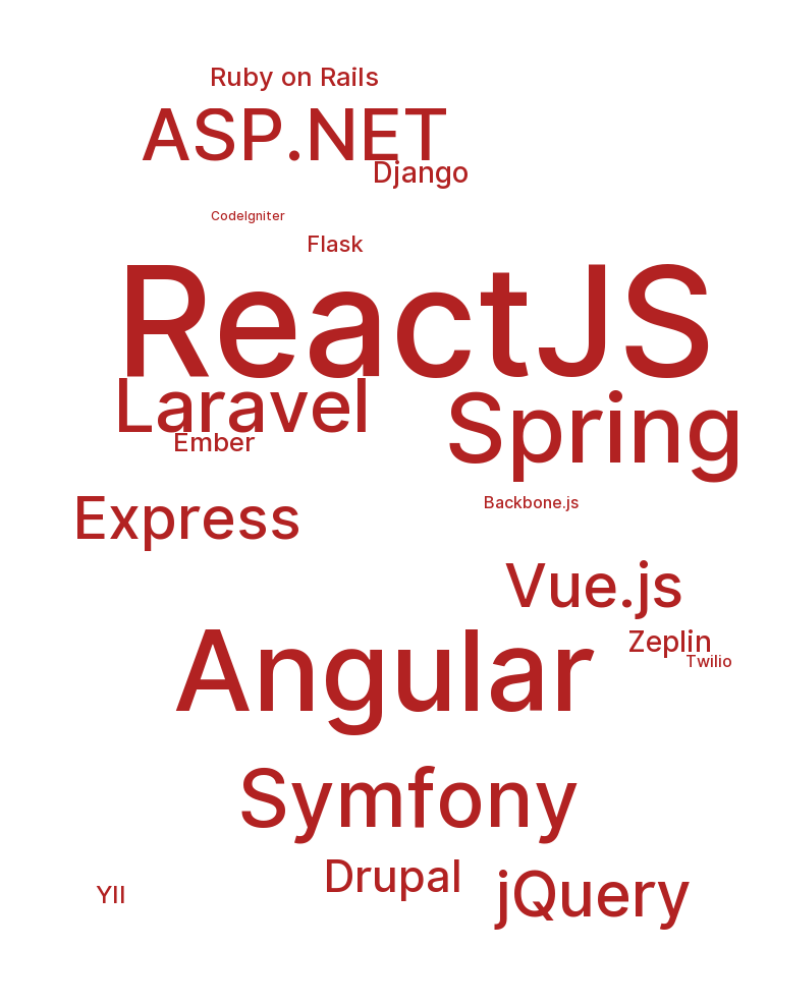 Ruby on Rails
ASP.NET
Django
CodeIgniter
Flask
ReactJS
Laravel
Spring
Ember
Express
Backbone.js
Vue.js
Zeplin
Twilio
Angular
Symfony
Drupal
jQuery
YII